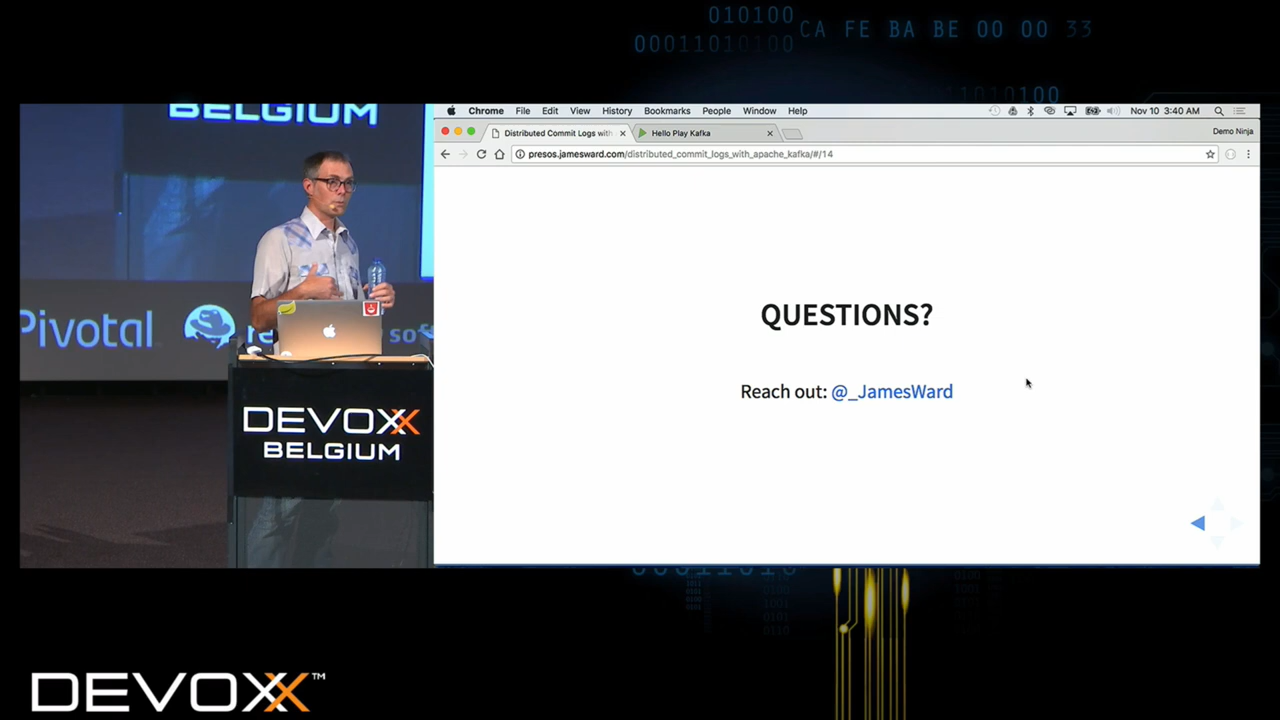 010100
CA FE BA BE 00 00 33
00011010100
11010100
BELGIUM
Chrome File Edit View History Bookmarks People Window Help Nov 10 3:40 AM
Distributed Commit Logs with Hello Play Kafka Demo Ninja
presos.jamesward.com/distributed_commit_logs_with_apache_kafka/#/14
QUESTIONS?
Reach out: @_JamesWard
Pivotal
DEVOXX
BELGIUM
DEVOXX™